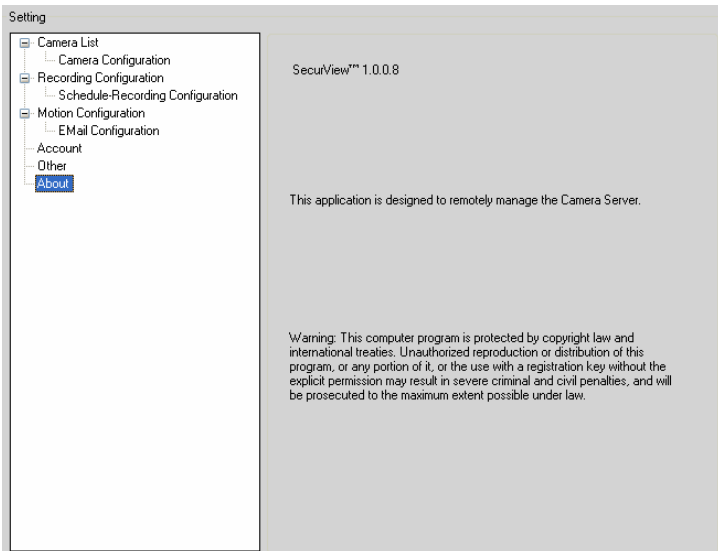 Setting
Camera List
Camera Configuration
Recording Configuration
Schedule-Recording Configuration
Motion Configuration
EMail Configuration
Account
Other
About
SecurView™ 1.0.0.8
This application is designed to remotely manage the Camera Server.
Warning: This computer program is protected by copyright law and
international treaties. Unauthorized reproduction or distribution of this
program, or any portion of it, or the use with a registration key without the
explicit permission may result in severe criminal and civil penalties, and will
be prosecuted to the maximum extent possible under law.